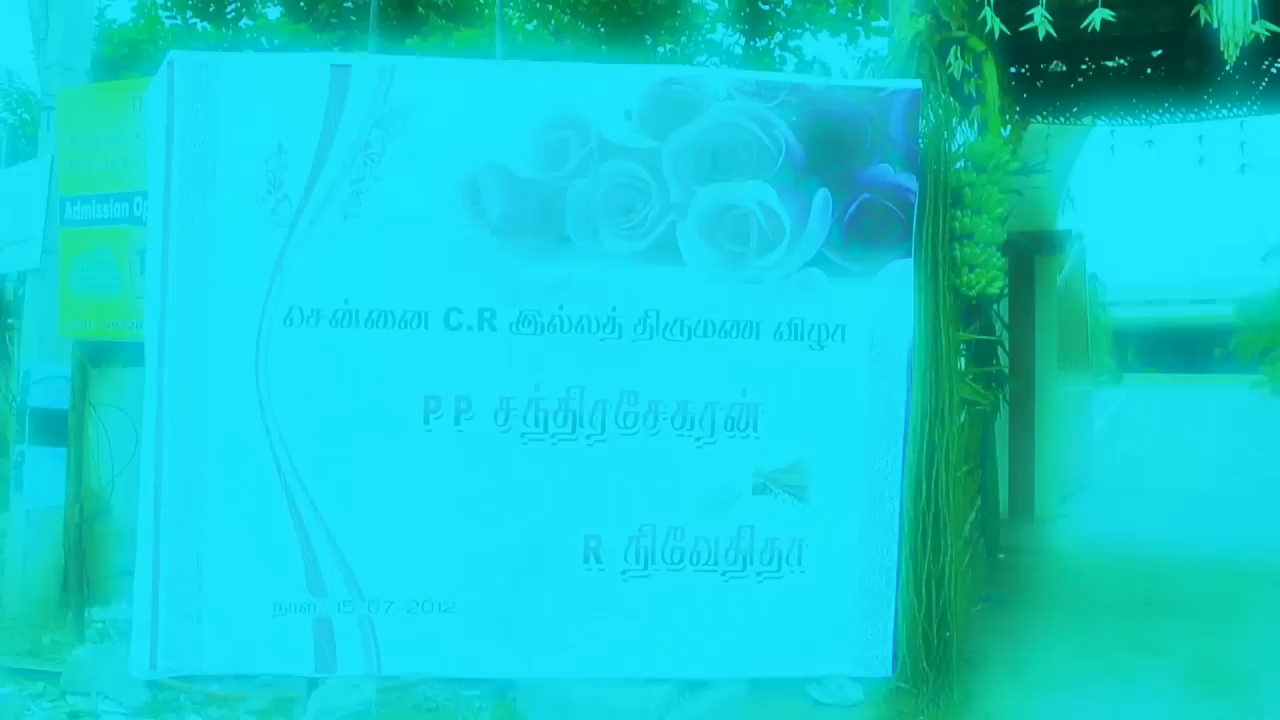 சென்னை C.R இல்லத் திருமண விழா
P P சந்திரசேகரன்
R நிவேதிதா
நாள் 15-07-2012
Admission Op